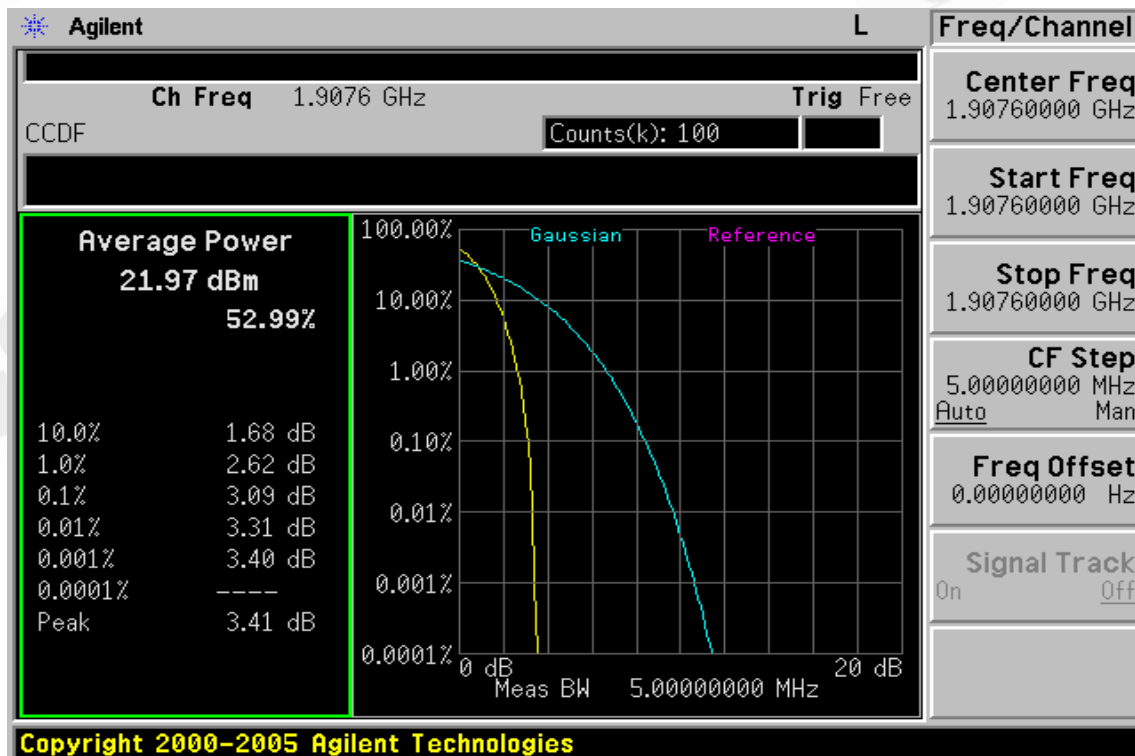 Agilent L
Ch Freq 1.9076 GHz Trig Free
CCDF Counts(k): 100
Average Power
21.97 dBm
52.99%
10.0% 1.68 dB
1.0% 2.62 dB
0.1% 3.09 dB
0.01% 3.31 dB
0.001% 3.40 dB
0.0001% ----
Peak 3.41 dB
Gaussian Reference
100.00%
10.00%
1.00%
0.10%
0.01%
0.001%
0.0001%
0 dB 20 dB
Meas BW 5.00000000 MHz
Freq/Channel
Center Freq
1.90760000 GHz
Start Freq
1.90760000 GHz
Stop Freq
1.90760000 GHz
CF Step
5.00000000 MHz
Auto Man
Freq Offset
0.00000000 Hz
Signal Track
On Off
Copyright 2000-2005 Agilent Technologies